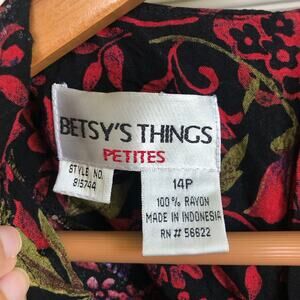 BETSY'S THINGS
PETITES
STYLE NO.
815744
14P
100% RAYON
MADE IN INDONESIA
RN # 56622